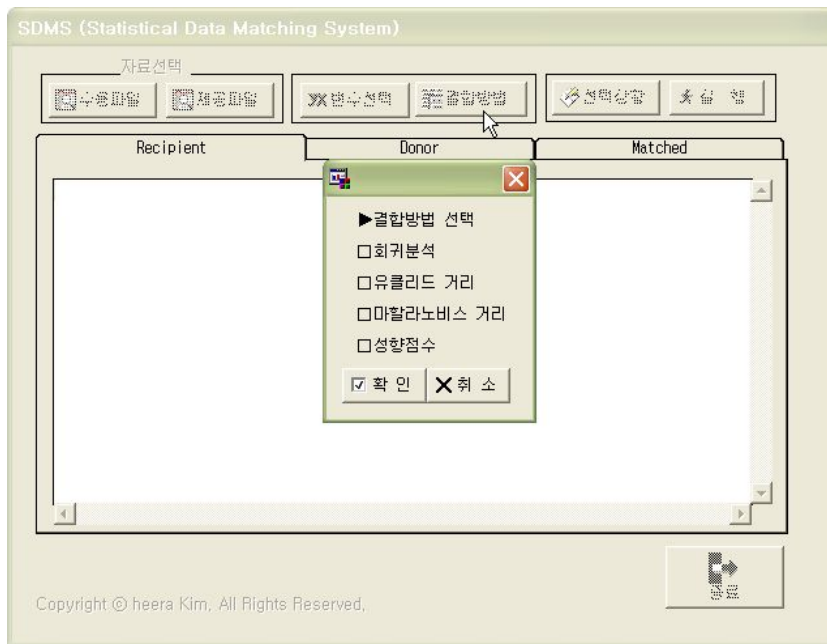 SDMS (Statistical Data Matching System)
자료선택
수용파일 제공파일 변수선택 결합방법 선택상황 실 행
Recipient Donor Matched
▶결합방법 선택
□회귀분석
□유클리드 거리
□마할라노비스 거리
□성향점수
확 인 취 소
종료
Copyright ⓒ heera Kim, All Rights Reserved,